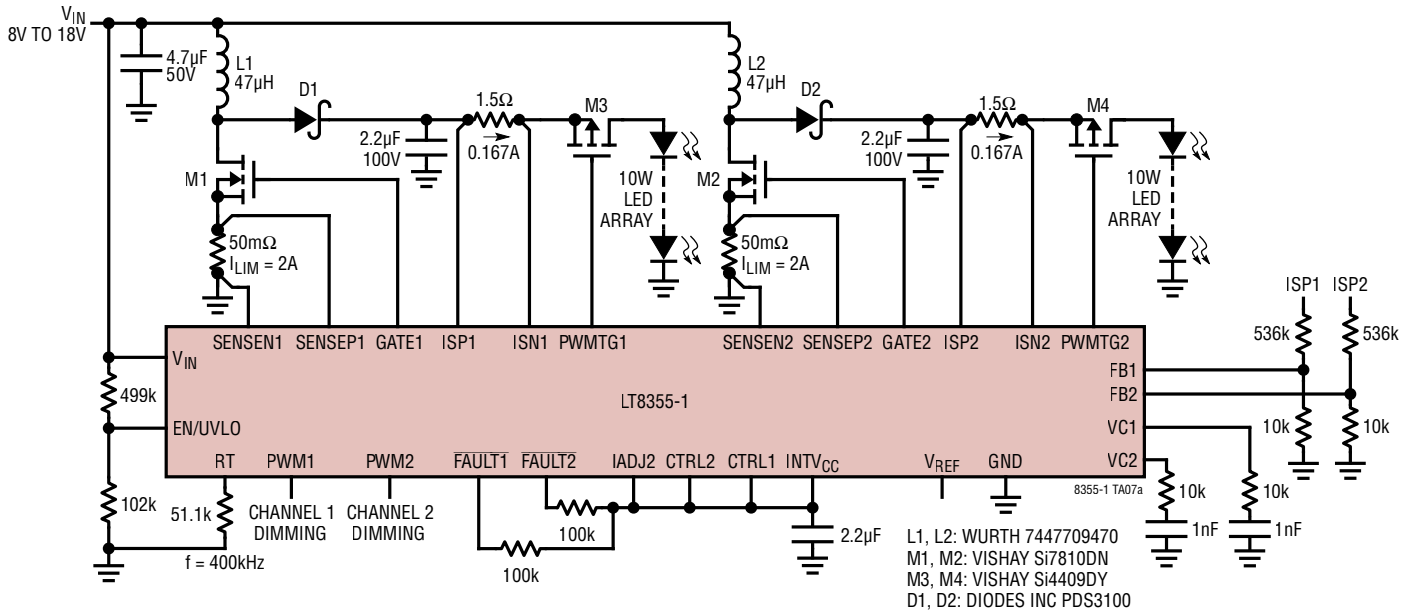 VIN
8V TO 18V
4.7µF
50V
L1
47µH
D1
2.2µF
100V
1.5Ω
0.167A
M3
M1
10W
LED
ARRAY
50mΩ
ILIM = 2A
L2
47µH
D2
2.2µF
100V
1.5Ω
0.167A
M4
M2
10W
LED
ARRAY
50mΩ
ILIM = 2A
ISP1
ISP2
536k
536k
SENSEN1
SENSEP1
GATE1
ISP1
ISN1
PWMTG1
SENSEN2
SENSEP2
GATE2
ISP2
ISN2
PWMTG2
VIN
499k
EN/UVLO
LT8355-1
FB1
FB2
VC1
VC2
10k
10k
RT
PWM1
PWM2
FAULT1
FAULT2
IADJ2
CTRL2
CTRL1
INTVCC
VREF
GND
8355-1 TA07a
102k
51.1k
CHANNEL 1
DIMMING
CHANNEL 2
DIMMING
100k
100k
2.2µF
10k
10k
1nF
1nF
f = 400kHz
L1, L2: WURTH 7447709470
M1, M2: VISHAY Si7810DN
M3, M4: VISHAY Si4409DY
D1, D2: DIODES INC PDS3100